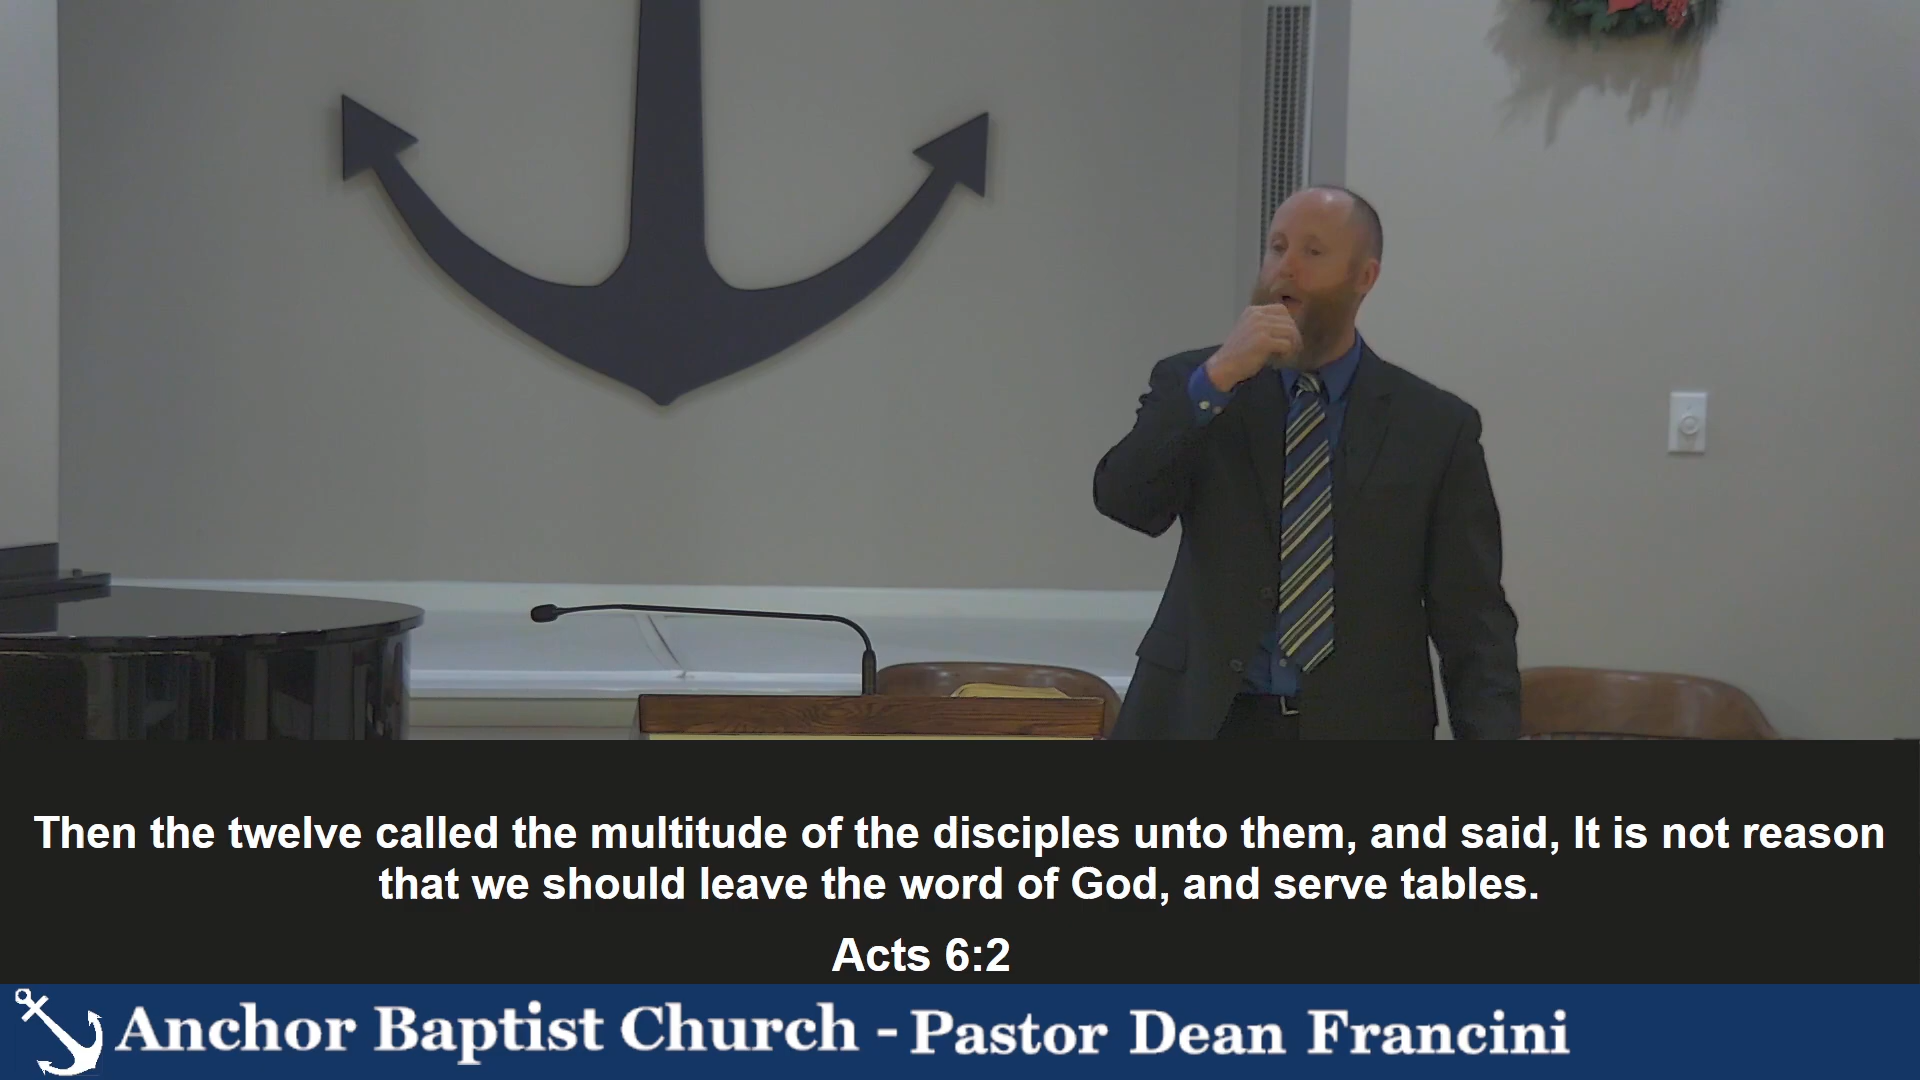 Then the twelve called the multitude of the disciples unto them, and said, It is not reason
that we should leave the word of God, and serve tables.
Acts 6:2
Anchor Baptist Church - Pastor Dean Francini